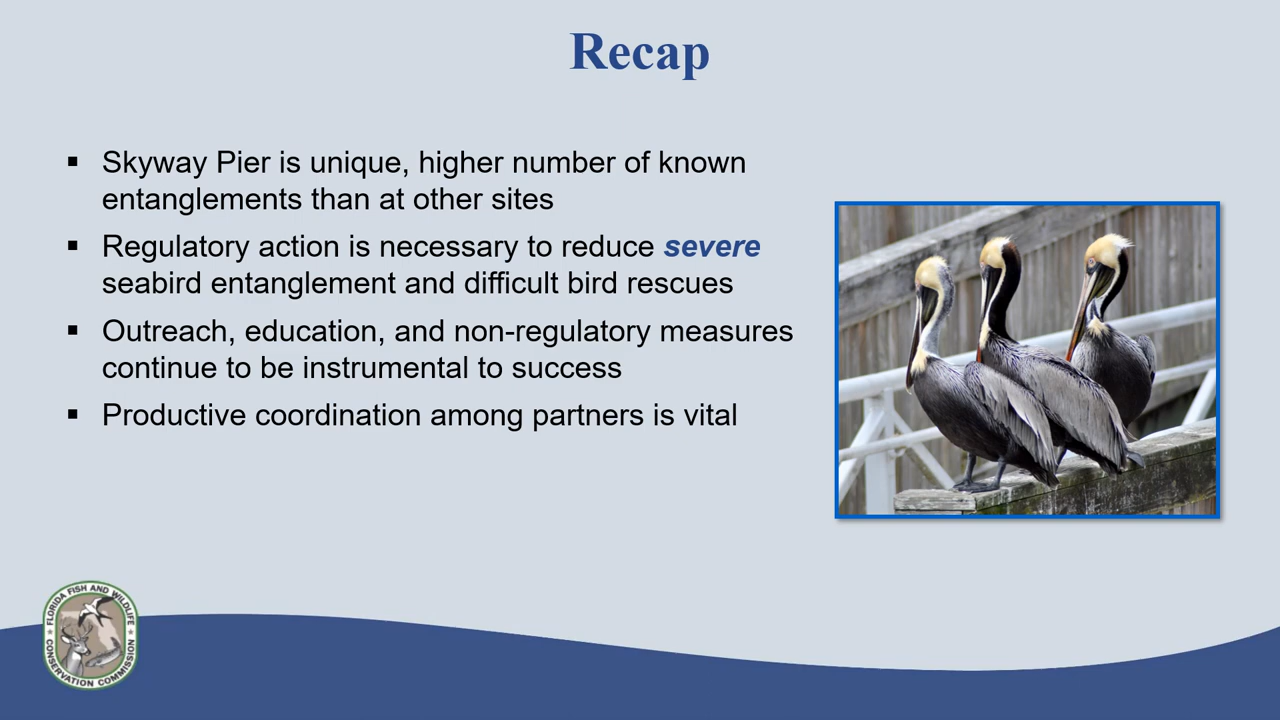 Recap
▪ Skyway Pier is unique, higher number of known
entanglements than at other sites
▪ Regulatory action is necessary to reduce severe
seabird entanglement and difficult bird rescues
▪ Outreach, education, and non-regulatory measures
continue to be instrumental to success
▪ Productive coordination among partners is vital
FLORIDA FISH AND WILDLIFE
CONSERVATION COMMISSION